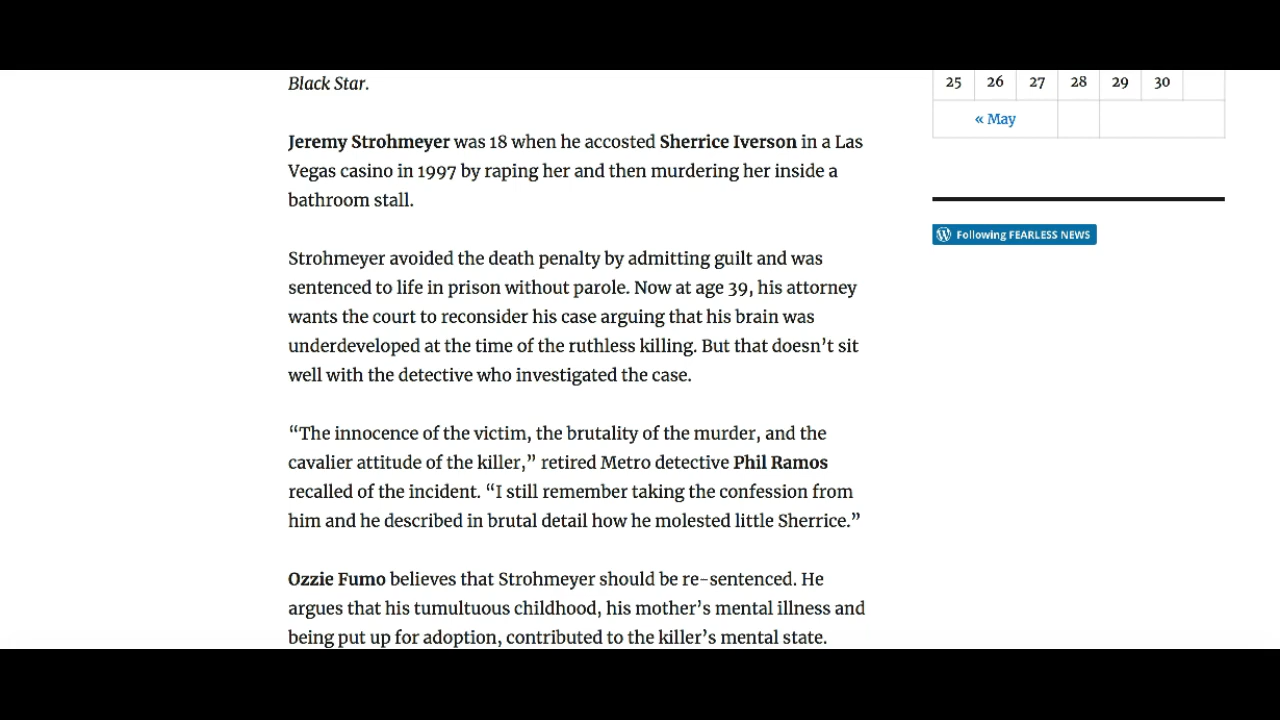 Black Star.
Jeremy Strohmeyer was 18 when he accosted Sherrice Iverson in a Las
Vegas casino in 1997 by raping her and then murdering her inside a
bathroom stall.
Strohmeyer avoided the death penalty by admitting guilt and was
sentenced to life in prison without parole. Now at age 39, his attorney
wants the court to reconsider his case arguing that his brain was
underdeveloped at the time of the ruthless killing. But that doesn’t sit
well with the detective who investigated the case.
“The innocence of the victim, the brutality of the murder, and the
cavalier attitude of the killer,” retired Metro detective Phil Ramos
recalled of the incident. “I still remember taking the confession from
him and he described in brutal detail how he molested little Sherrice.”
Ozzie Fumo believes that Strohmeyer should be re-sentenced. He
argues that his tumultuous childhood, his mother’s mental illness and
being put up for adoption, contributed to the killer’s mental state.
25 26 27 28 29 30
« May
Following FEARLESS NEWS